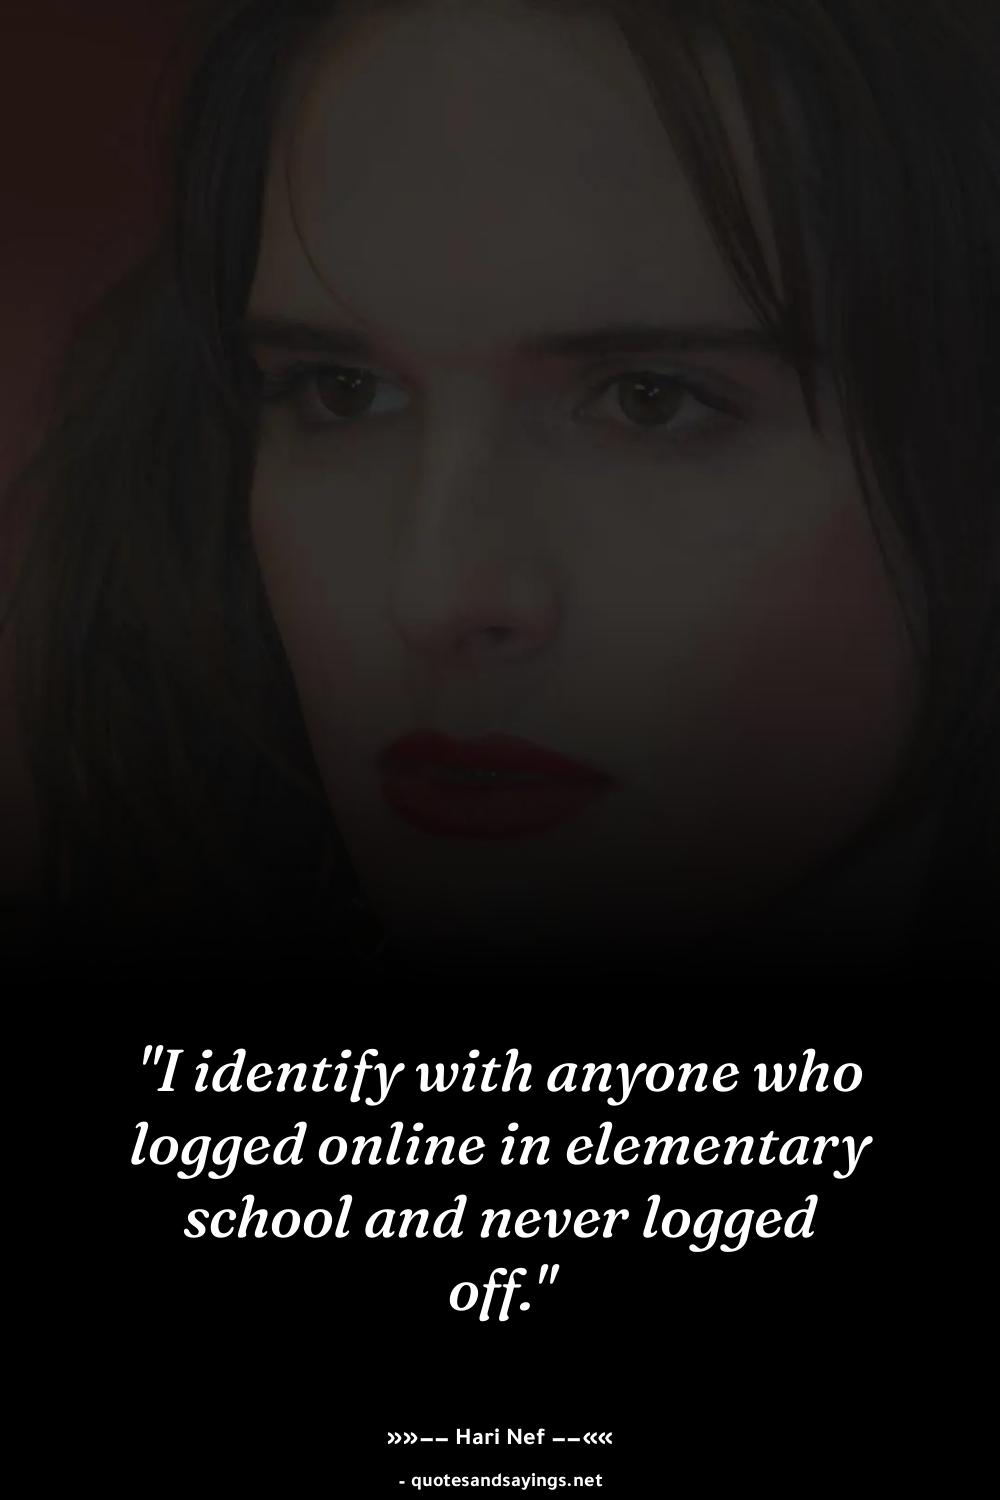 "I identify with anyone who
logged online in elementary
school and never logged
off."
»»–– Hari Nef ––««
- quotesandsayings.net